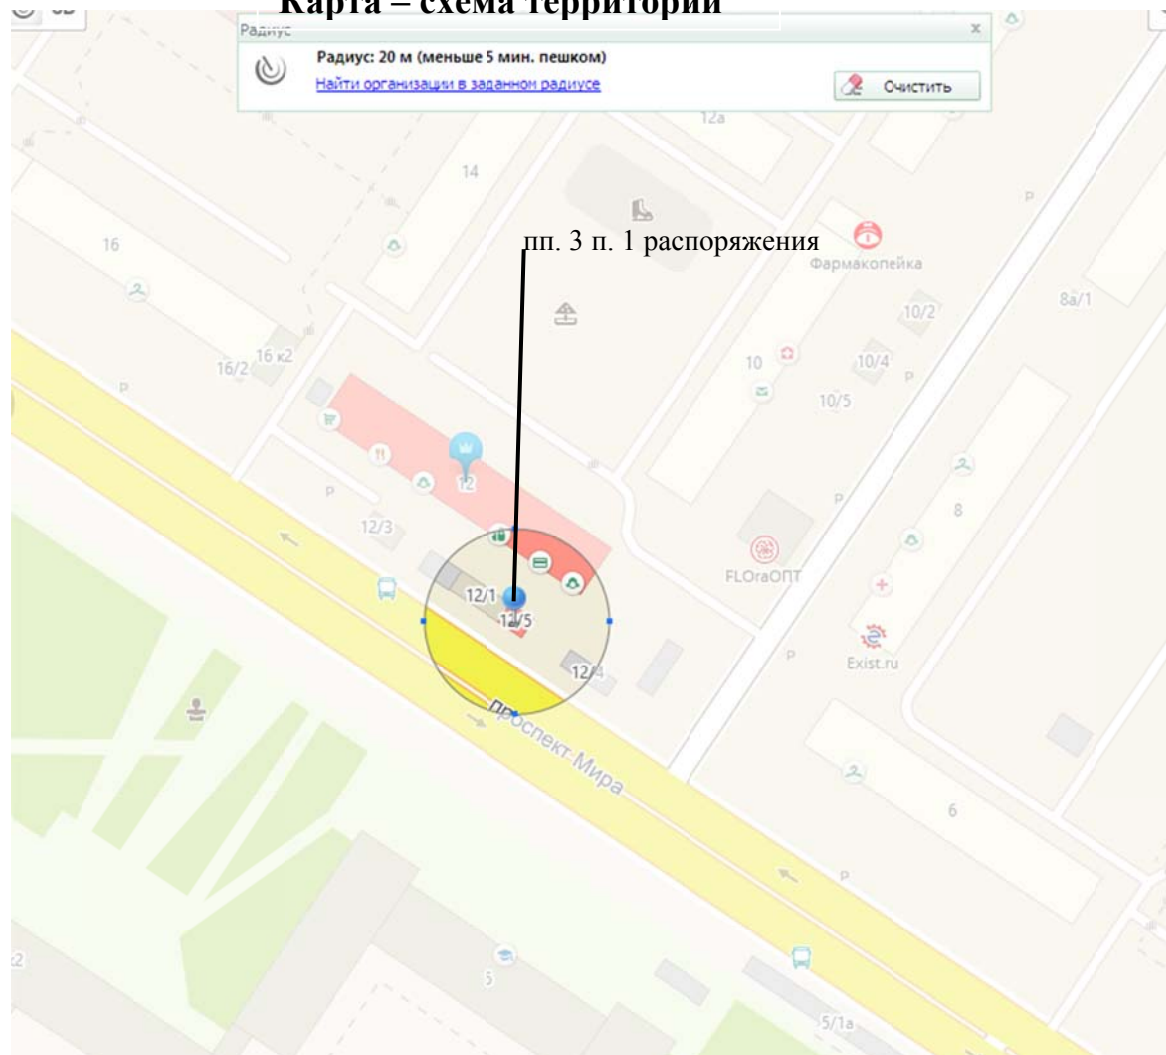 Карта – схема территории
Радиус
Радиус: 20 м (меньше 5 мин. пешком)
Найти организации в заданном радиусе
Очистить
12а
14
P
пп. 3 п. 1 распоряжения
16
Фармакопейка
8а/1
10/2
16 к2
16/2
10
10/4
P
P
10/5
12
P
P
8
12/3
FLOraОПТ
12/1
12/5
P
Exist.ru
12/4
Проспект Мира
6
P
5
5/1а